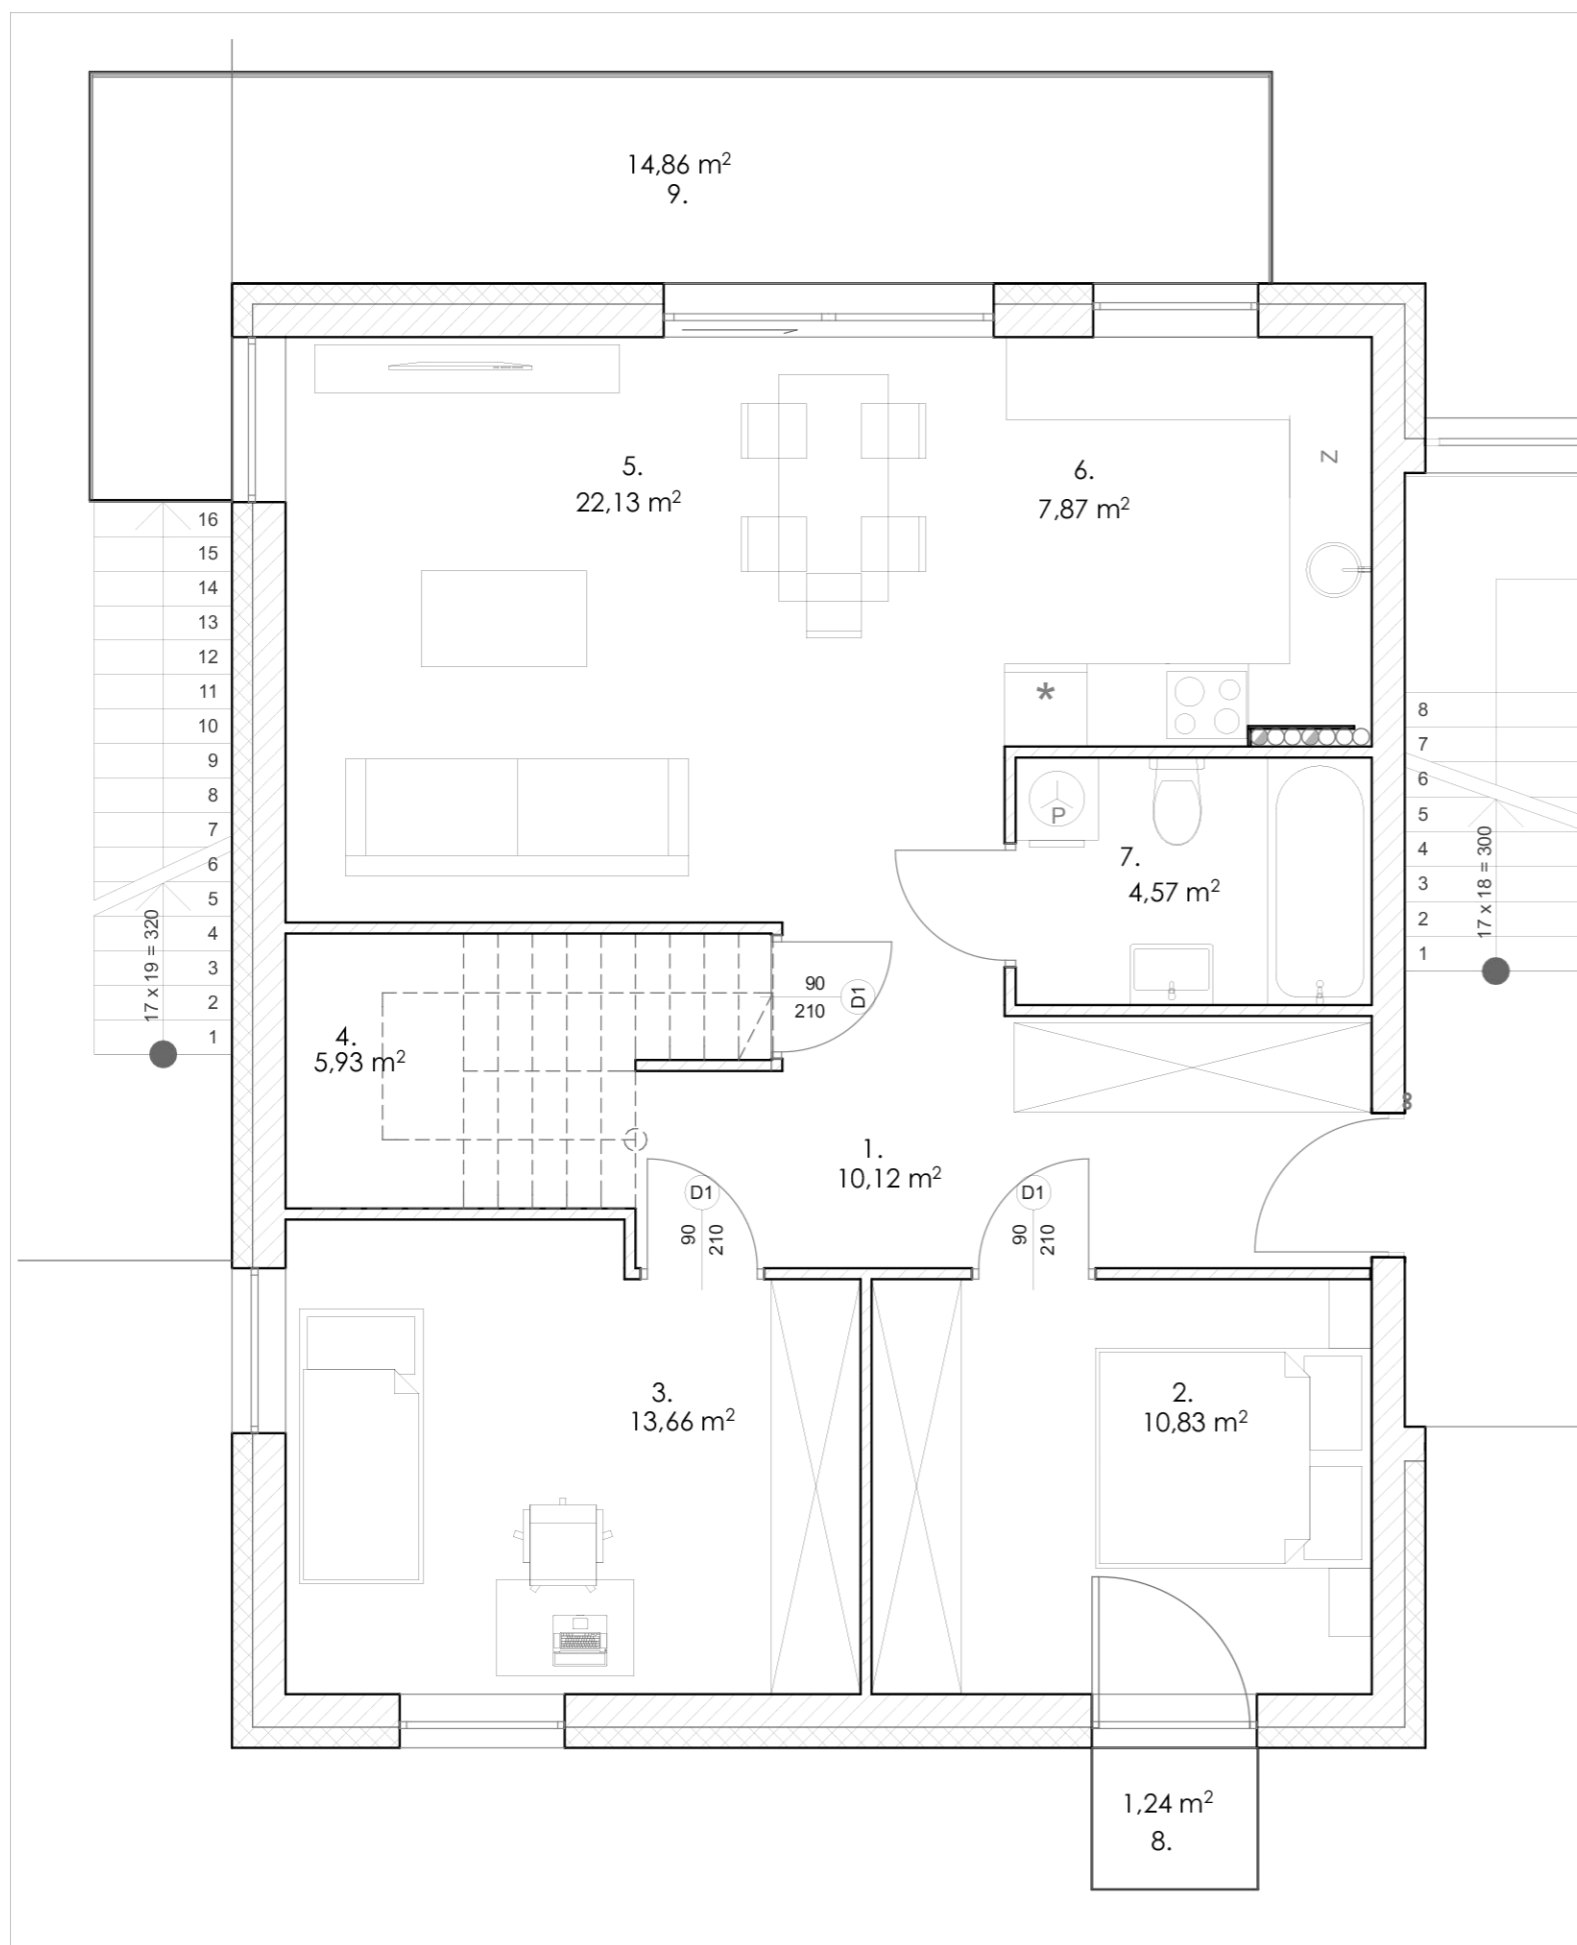 14,86 m²
9.
5.
22,13 m²
6.
7,87 m²
Z
*
16
15
14
13
12
11
10
9
8
7
6
5
4
3
2
1
17 x 19 = 320
8
7
6
5
4
3
2
1
17 x 18 = 300
P
7.
4,57 m²
90
210
D1
4.
5,93 m²
1.
10,12 m²
D1
90
210
D1
90
210
3.
13,66 m²
2.
10,83 m²
1,24 m²
8.